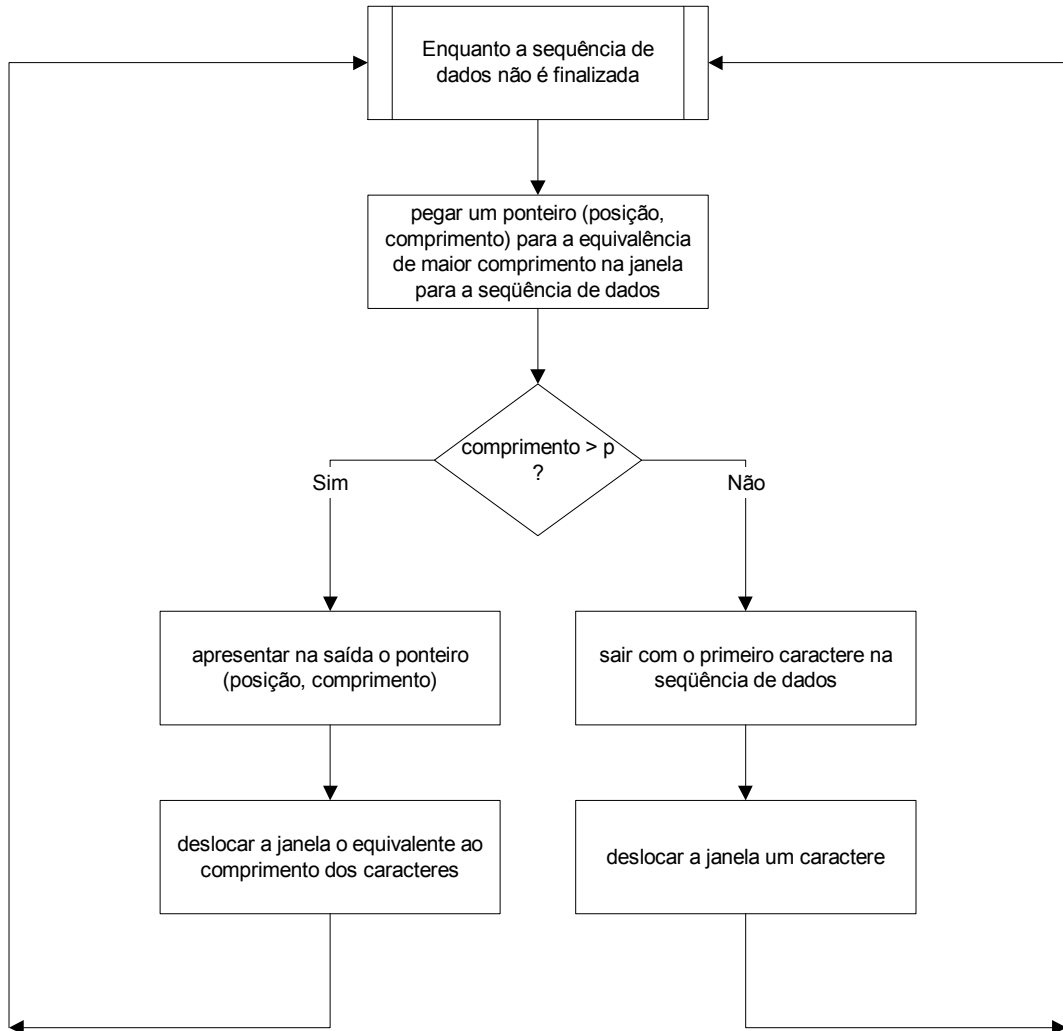 Enquanto a sequência de
dados não é finalizada
pegar um ponteiro (posição,
comprimento) para a equivalência
de maior comprimento na janela
para a seqüência de dados
comprimento > p
?
Sim
Não
apresentar na saída o ponteiro
(posição, comprimento)
sair com o primeiro caractere na
seqüência de dados
deslocar a janela o equivalente ao
comprimento dos caracteres
deslocar a janela um caractere